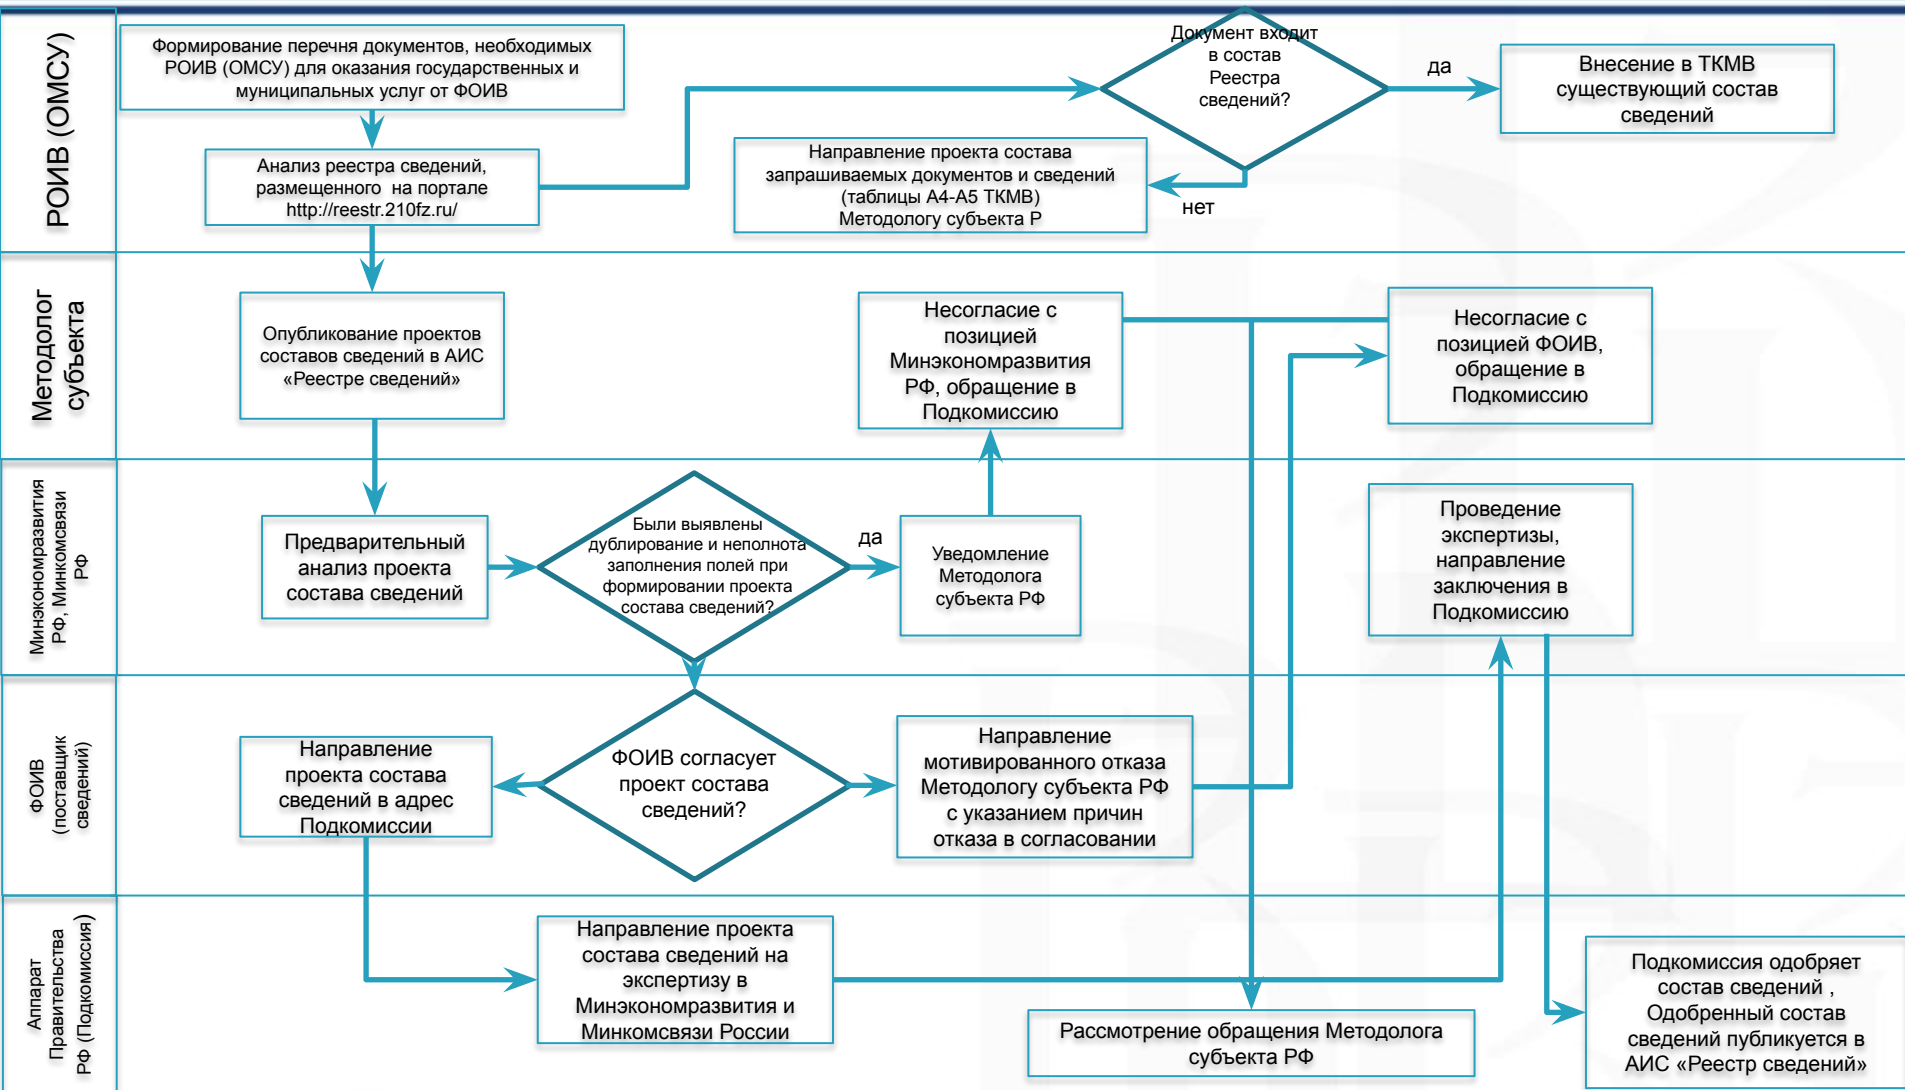 РОИВ (ОМСУ)
Формирование перечня документов, необходимых
РОИВ (ОМСУ) для оказания государственных и
муниципальных услуг от ФОИВ
Анализ реестра сведений,
размещенного на портале
http://reestr.210fz.ru/
Документ входит
в состав
Реестра
сведений?
да
Внесение в ТКМВ
существующий состав
сведений
нет
Направление проекта состава
запрашиваемых документов и сведений
(таблицы А4-А5 ТКМВ)
Методологу субъекта Р
Методолог
субъекта
Опубликование проектов
составов сведений в АИС
«Реестре сведений»
Несогласие с
позицией
Минэкономразвития
РФ, обращение в
Подкомиссию
Несогласие с
позицией ФОИВ,
обращение в
Подкомиссию
Минэкономразвития
РФ, Минкомсвязи
РФ
Предварительный
анализ проекта
состава сведений
Были выявлены
дублирование и неполнота
заполнения полей при
формировании проекта
состава сведений?
да
Уведомление
Методолога
субъекта РФ
Проведение
экспертизы,
направление
заключения в
Подкомиссию
ФОИВ
(поставщик
сведений)
Направление
проекта состава
сведений в адрес
Подкомиссии
ФОИВ согласует
проект состава
сведений?
Направление
мотивированного отказа
Методологу субъекта РФ
с указанием причин
отказа в согласовании
Аппарат
Правительства
РФ (Подкомиссия)
Направление проекта
состава сведений на
экспертизу в
Минэкономразвития и
Минкомсвязи России
Рассмотрение обращения Методолога
субъекта РФ
Подкомиссия одобряет
состав сведений ,
Одобренный состав
сведений публикуется в
АИС «Реестр сведений»